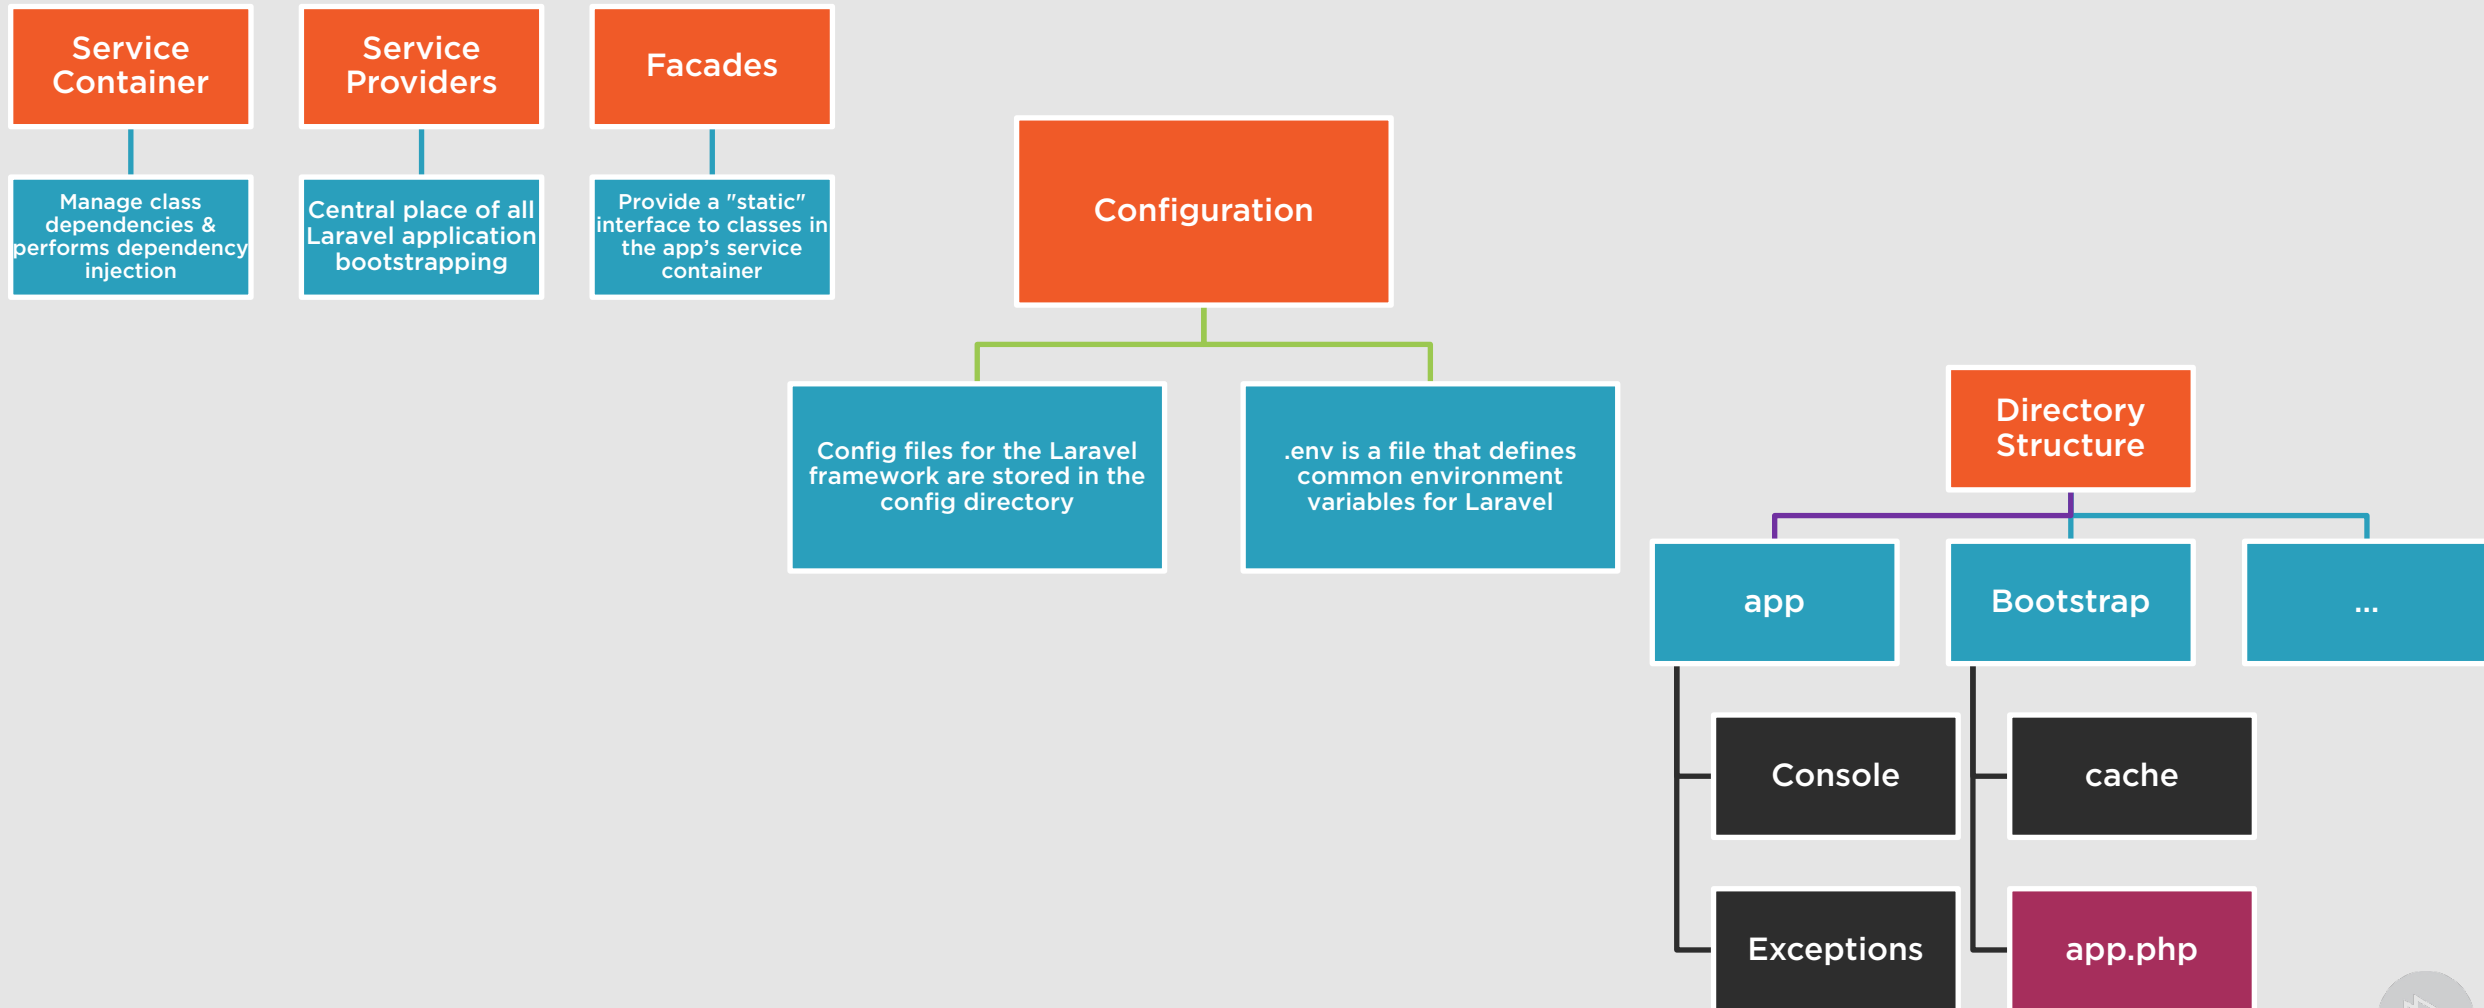 Service
Container
Service
Providers
Facades
Manage class
dependencies &
performs dependency
injection
Central place of all
Laravel application
bootstrapping
Provide a "static"
interface to classes in
the app's service
container
Configuration
Config files for the Laravel
framework are stored in the
config directory
.env is a file that defines
common environment
variables for Laravel
Directory
Structure
app
Bootstrap
...
Console
cache
Exceptions
app.php